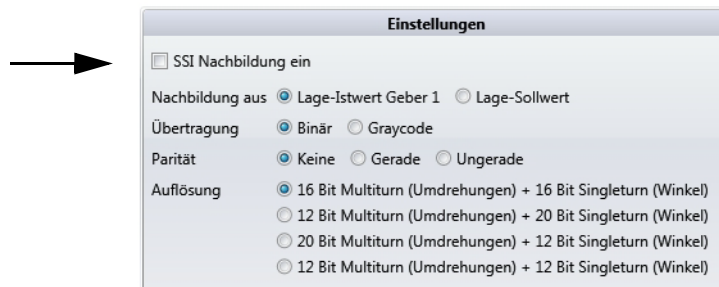 Einstellungen
SSI Nachbildung ein
Nachbildung aus Lage-Istwert Geber 1 Lage-Sollwert
Übertragung Binär Graycode
Parität Keine Gerade Ungerade
Auflösung 16 Bit Multiturn (Umdrehungen) + 16 Bit Singleturn (Winkel)
12 Bit Multiturn (Umdrehungen) + 20 Bit Singleturn (Winkel)
20 Bit Multiturn (Umdrehungen) + 12 Bit Singleturn (Winkel)
12 Bit Multiturn (Umdrehungen) + 12 Bit Singleturn (Winkel)